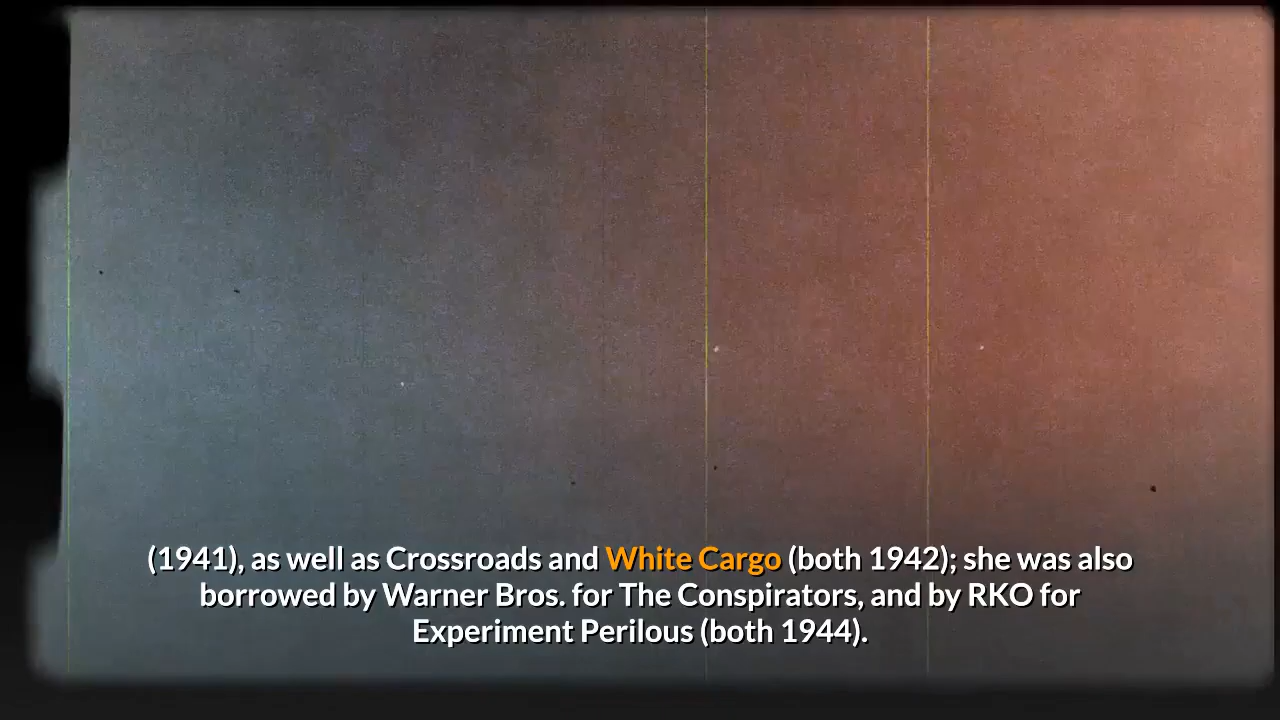 (1941), as well as Crossroads and White Cargo (both 1942); she was also
borrowed by Warner Bros. for The Conspirators, and by RKO for
Experiment Perilous (both 1944).